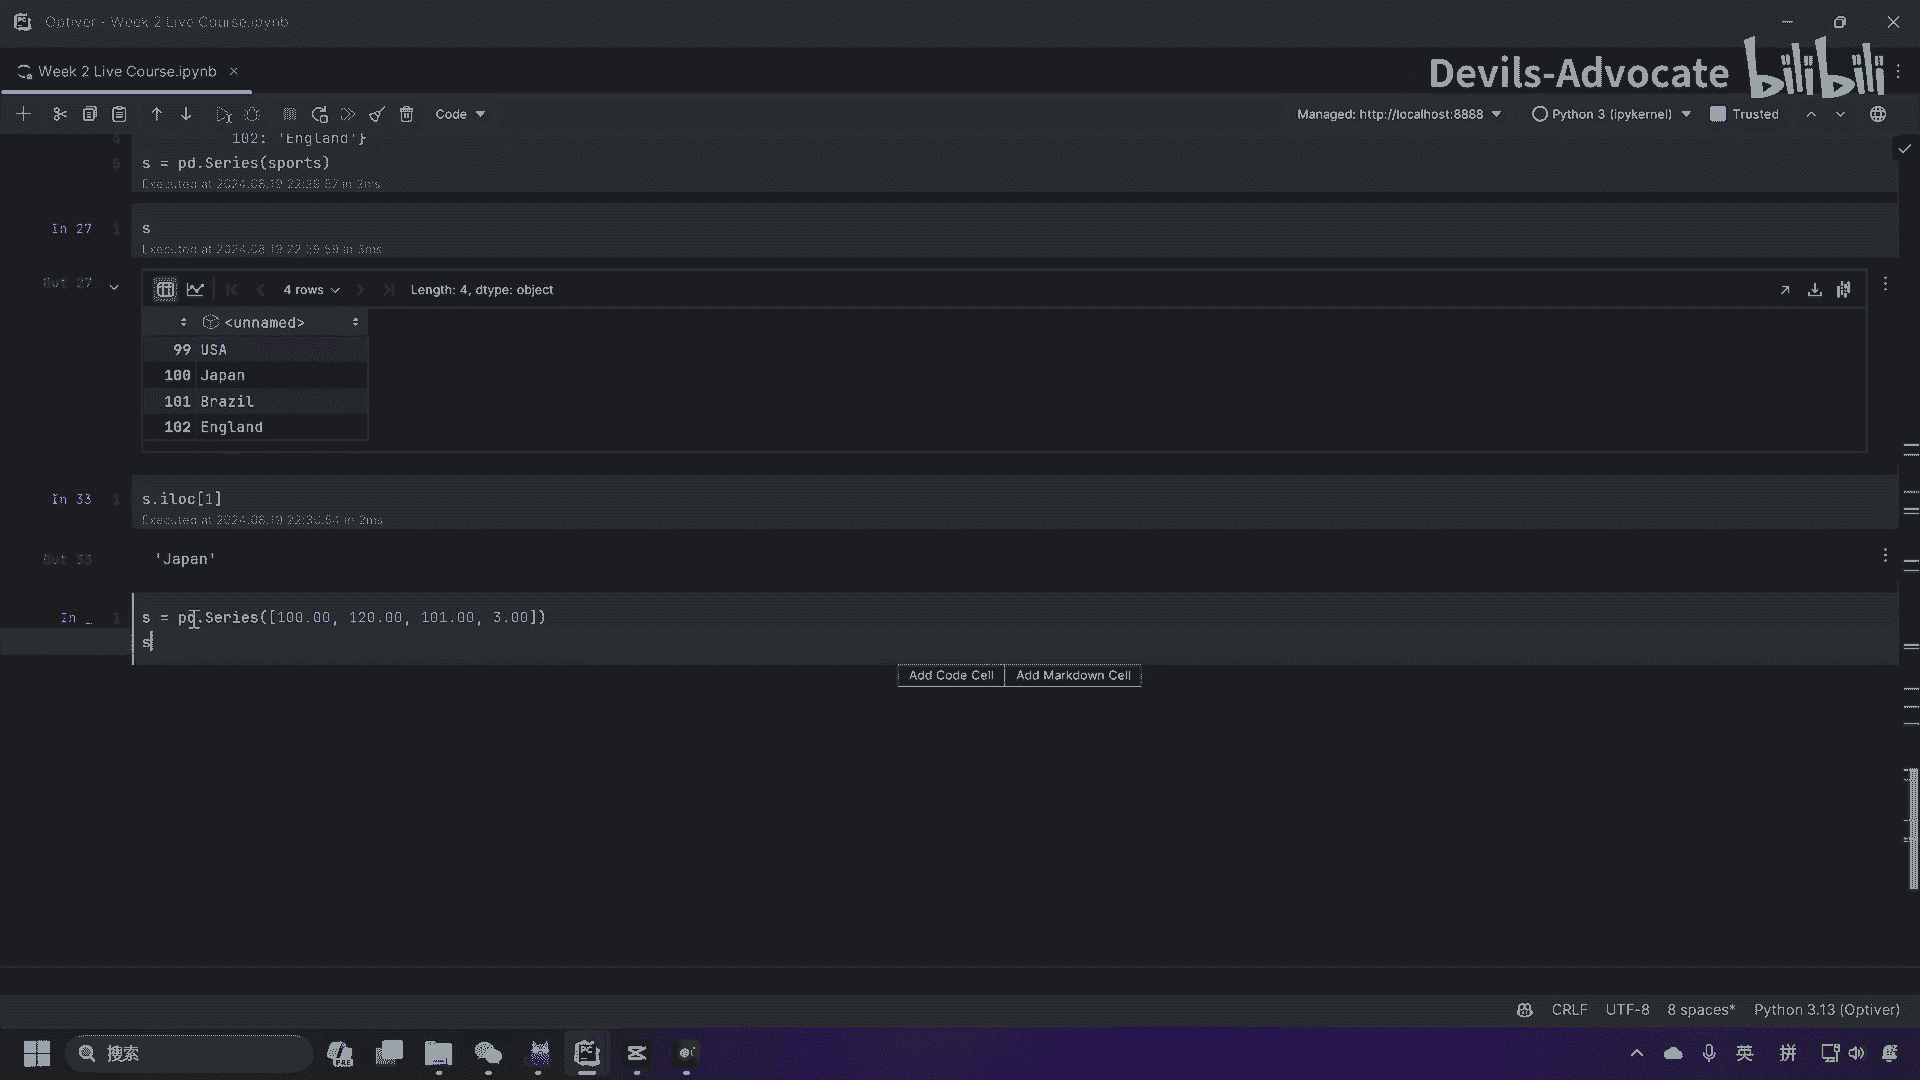 Optiver - Week 2 Live Course.ipynb
Week 2 Live Course.ipynb
Devils-Advocate bilibili
Code
Managed: http://localhost:8888
Python 3 (ipykernel)
Trusted
4 102: 'England'}
5 s = pd.Series(sports)
Executed at 2024.08.19 22:29:57 in 3ms
In 27 1 s
Executed at 2024.08.19 22:29:59 in 3ms
Out 27
4 rows
Length: 4, dtype: object
<unnamed>
99 USA
100 Japan
101 Brazil
102 England
In 33 1 s.iloc[1]
Executed at 2024.08.19 22:30:54 in 2ms
Out 33
'Japan'
In _ 1 s = pd.Series([100.00, 120.00, 101.00, 3.00])
s
Add Code Cell
Add Markdown Cell
CRLF UTF-8 8 spaces* Python 3.13 (Optiver)
搜索
PRE
PC
英
拼